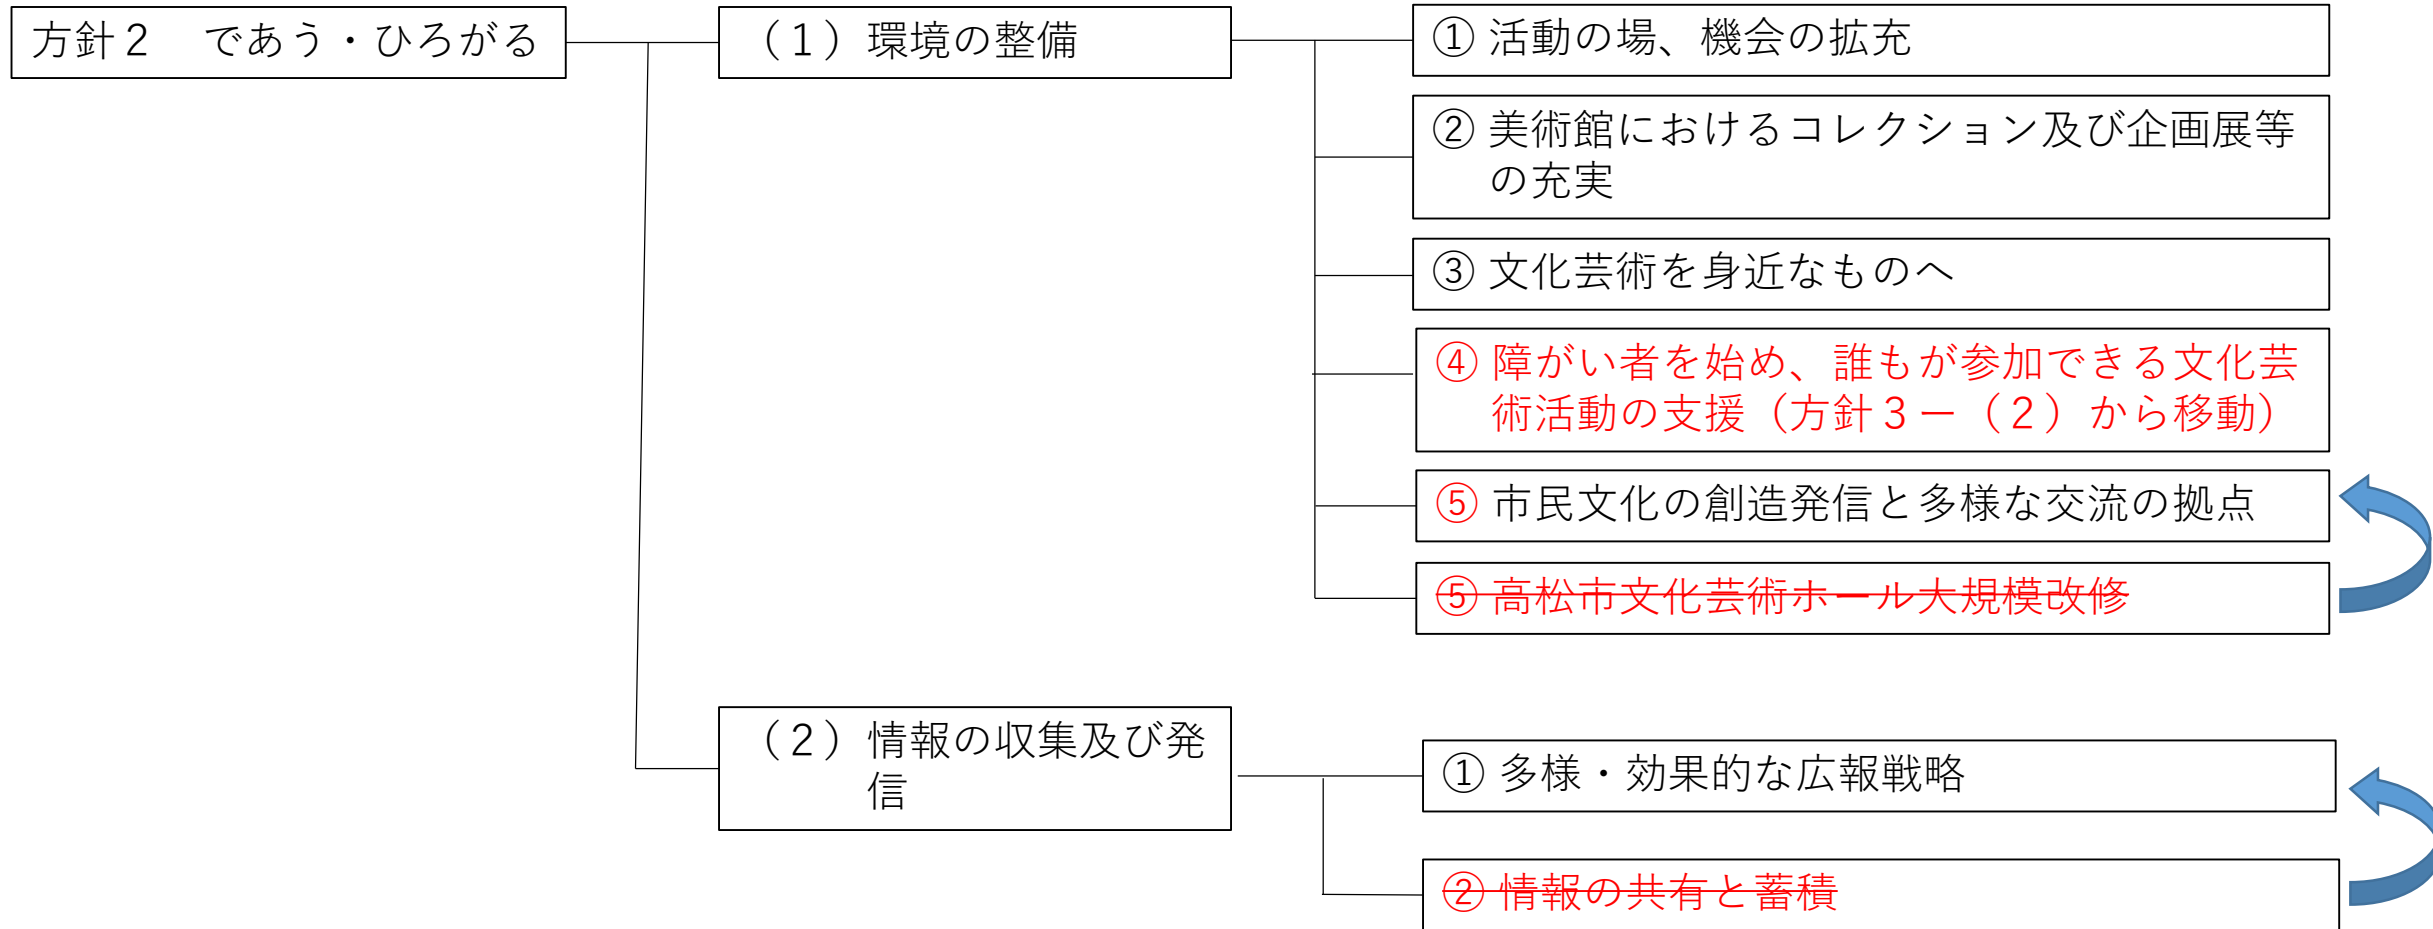 方針２　であう・ひろがる
（１）環境の整備
① 活動の場、機会の拡充
② 美術館におけるコレクション及び企画展等
の充実
③ 文化芸術を身近なものへ
④ 障がい者を始め、誰もが参加できる文化芸
術活動の支援（方針３－（２）から移動）
⑤ 市民文化の創造発信と多様な交流の拠点
⑤ 高松市文化芸術ホール大規模改修
（２）情報の収集及び発
信
① 多様・効果的な広報戦略
② 情報の共有と蓄積